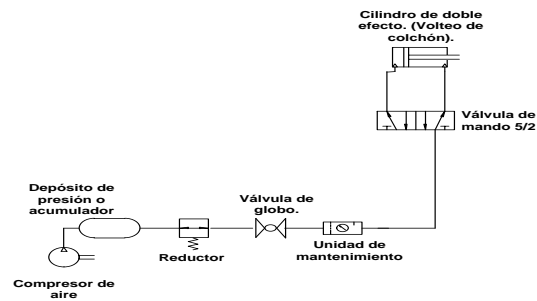 Cilindro de doble
efecto. (Volteo de
colchón).
Válvula de
mando 5/2
Depósito de
presión o
acumulador
Válvula de
globo.
Reductor
Unidad de
mantenimiento
Compresor de
aire